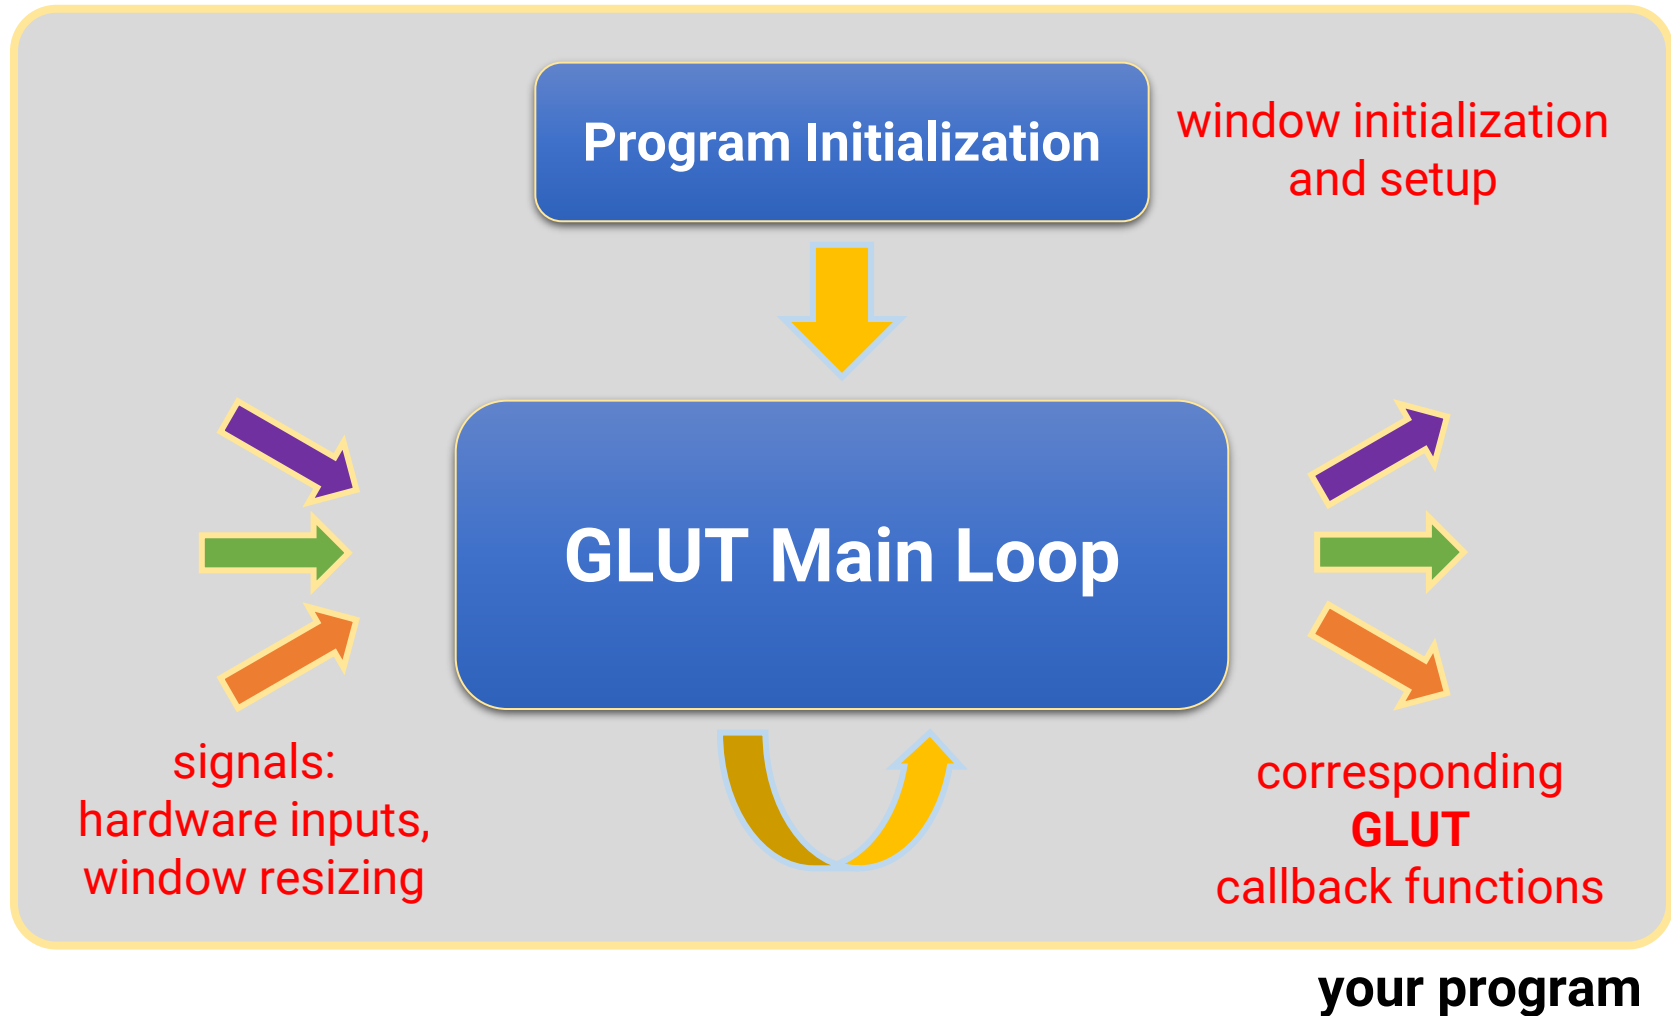 Program Initialization
window initialization
and setup
GLUT Main Loop
signals:
hardware inputs,
window resizing
corresponding
GLUT
callback functions
your program